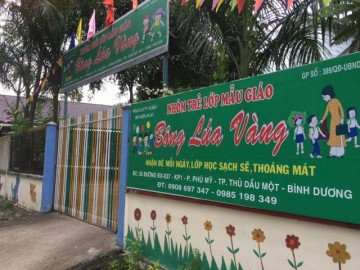 Bông Lúa Vàng
GP SỐ: 389/QĐ-UBND
NHÓM TRẺ LỚP MẪU GIÁO
Bông Lúa Vàng
NHẬN BÉ MỖI NGÀY, LỚP HỌC SẠCH SẼ, THOÁNG MÁT
ĐC: 55 ĐƯỜNG ĐX-037 - KP1 - P. PHÚ MỸ - TP. THỦ DẦU MỘT - BÌNH DƯƠNG
ĐT: 0908 697 347 - 0985 198 349